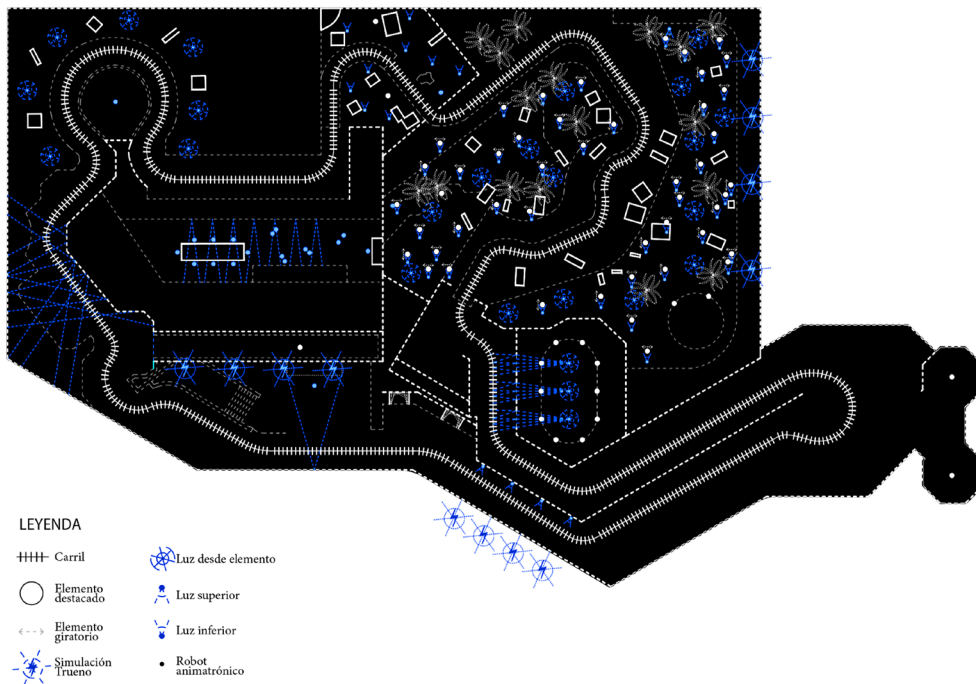 LEYENDA
Carril
Elemento
destacado
Elemento
giratorio
Simulación
Trueno
Luz desde elemento
Luz superior
Luz inferior
Robot
animatrónico